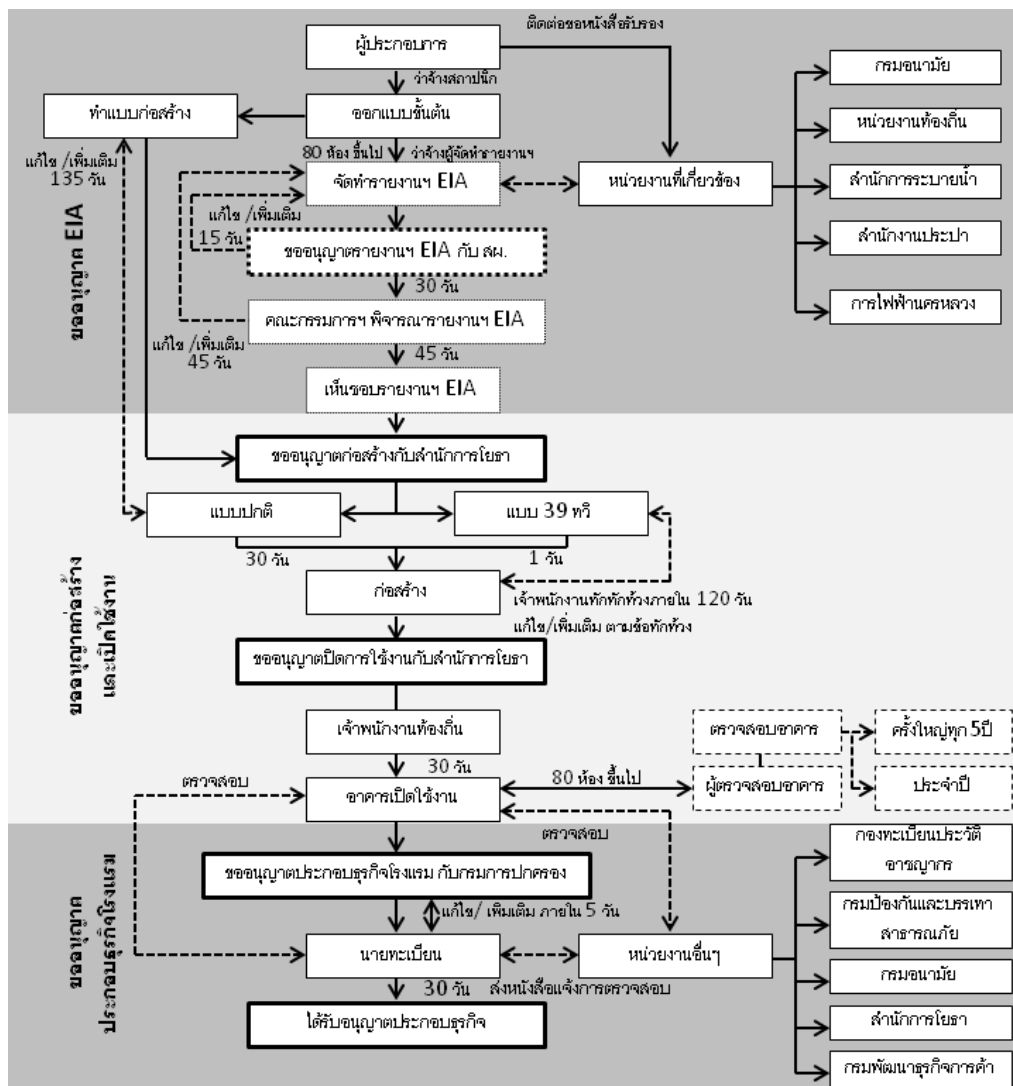 ติดต่อขอหนังสือรับรอง
ผู้ประกอบการ
กรมอนามัย
ว่าจ้างสถาปนิก
ทำแบบก่อสร้าง
ออกแบบขั้นต้น
หน่วยงานท้องถิ่น
แก้ไข /เพิ่มเติม
135 วัน
80 ห้อง ขึ้นไป
ว่าจ้างผู้จัดทำรายงานฯ
จัดทำรายงานฯ EIA
หน่วยงานที่เกี่ยวข้อง
สำนักการระบายน้ำ
แก้ไข /เพิ่มเติม
15 วัน
ขออนุญาตรายงานฯ EIA กับ สผ.
สำนักงานประปา
30 วัน
ขออนุญาต EIA
คณะกรรมการฯ พิจารณารายงานฯ EIA
การไฟฟ้านครหลวง
แก้ไข /เพิ่มเติม
45 วัน
45 วัน
เห็นชอบรายงานฯ EIA
ขออนุญาตก่อสร้างกับสำนักการโยธา
แบบปกติ
แบบ 39 ทวิ
30 วัน
1 วัน
ก่อสร้าง
เจ้าพนักงานทักทักท้วงภายใน 120 วัน
แก้ไข/เพิ่มเติม ตามข้อทักท้วง
ขออนุญาตก่อสร้าง
และเปิดใช้งาน
ขออนุญาตปิดการใช้งานกับสำนักการโยธา
เจ้าพนักงานท้องถิ่น
ตรวจสอบอาคาร
ครั้งใหญ่ทุก 5ปี
30 วัน
ตรวจสอบ
80 ห้อง ขึ้นไป
อาคารเปิดใช้งาน
ผู้ตรวจสอบอาคาร
ประจำปี
ตรวจสอบ
กองทะเบียนประวัติ
อาชญากร
ขออนุญาตประกอบธุรกิจโรงแรม กับกรมการปกครอง
แก้ไข/ เพิ่มเติม ภายใน 5 วัน
กรมป้องกันและบรรเทา
สาธารณภัย
ขออนุญาต
ประกอบธุรกิจโรงแรม
นายทะเบียน
หน่วยงานอื่นๆ
กรมอนามัย
30 วัน
ส่งหนังสือแจ้งการตรวจสอบ
ได้รับอนุญาตประกอบธุรกิจ
สำนักการโยธา
กรมพัฒนาธุรกิจการค้า